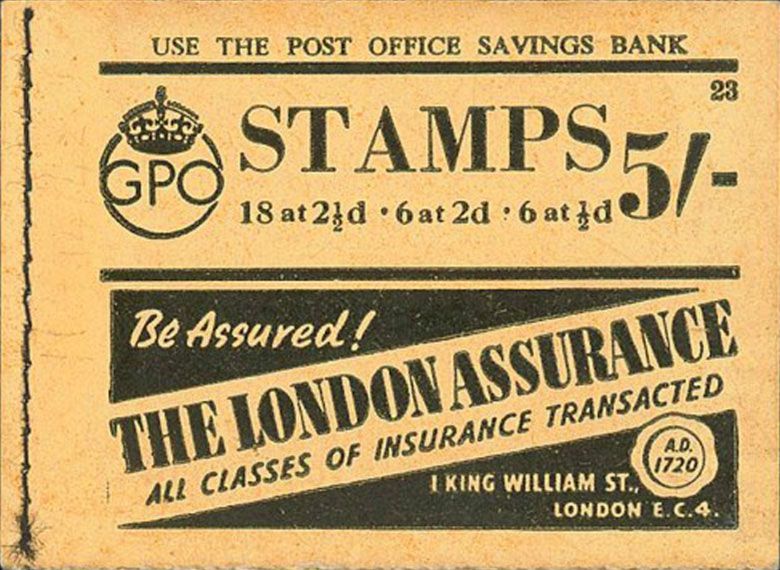 USE THE POST OFFICE SAVINGS BANK
23
GPO
STAMPS 5/-
18 at 2½d · 6 at 2d · 6 at ½d
Be Assured!
THE LONDON ASSURANCE
ALL CLASSES OF INSURANCE TRANSACTED
A.D.
1720
1 KING WILLIAM ST.,
LONDON E.C.4.